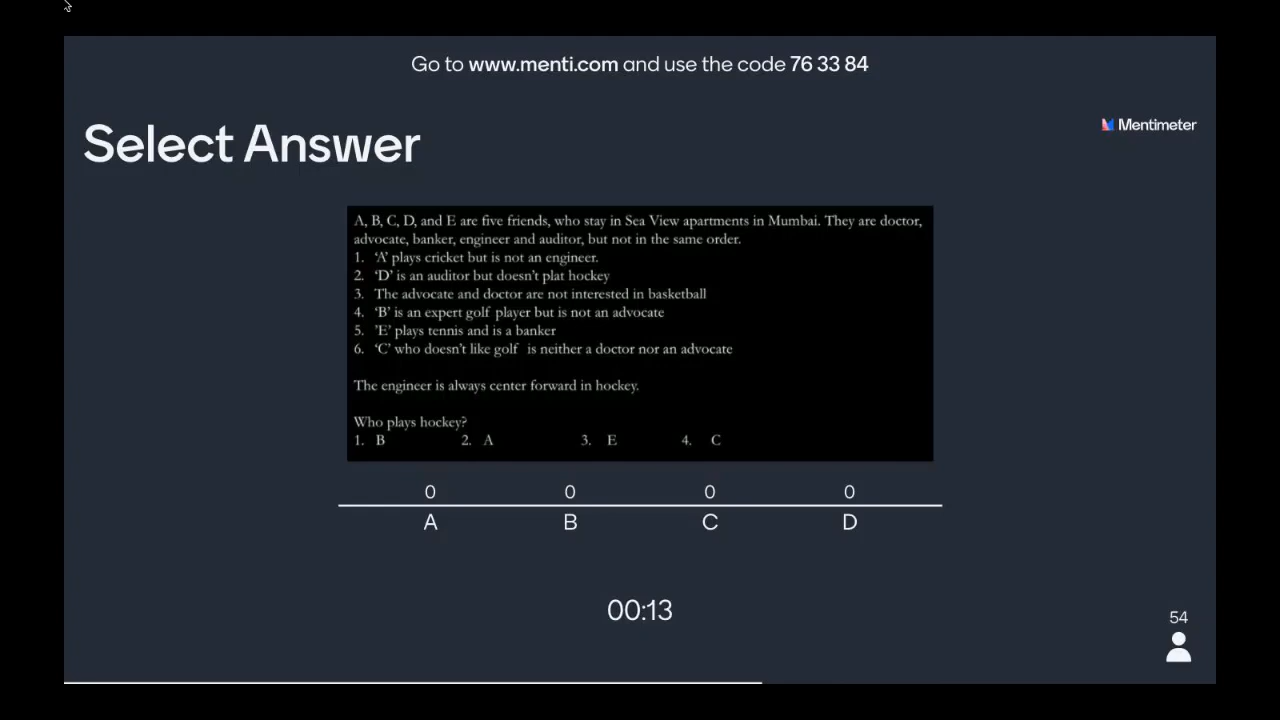 Go to www.menti.com and use the code 76 33 84
Mentimeter
Select Answer
A, B, C, D, and E are five friends, who stay in Sea View apartments in Mumbai. They are doctor,
advocate, banker, engineer and auditor, but not in the same order.
1. ‘A’ plays cricket but is not an engineer.
2. ‘D’ is an auditor but doesn’t plat hockey
3. The advocate and doctor are not interested in basketball
4. ‘B’ is an expert golf player but is not an advocate
5. ’E’ plays tennis and is a banker
6. ‘C’ who doesn’t like golf is neither a doctor nor an advocate
The engineer is always center forward in hockey.
Who plays hockey?
1. B 2. A 3. E 4. C
0 0 0 0
A B C D
00:13
54